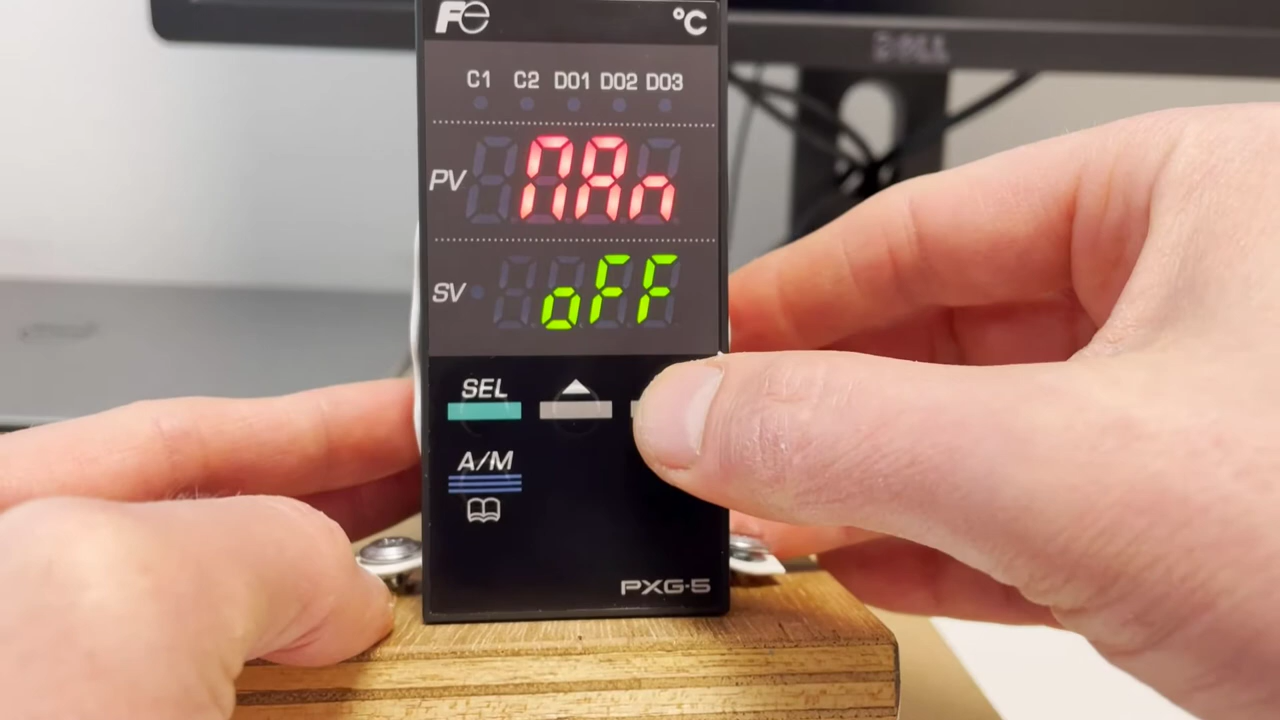 Fe °C
DELL
C1 C2 DO1 DO2 DO3
PV MAn
SV oFF
SEL
A/M
PXG-5